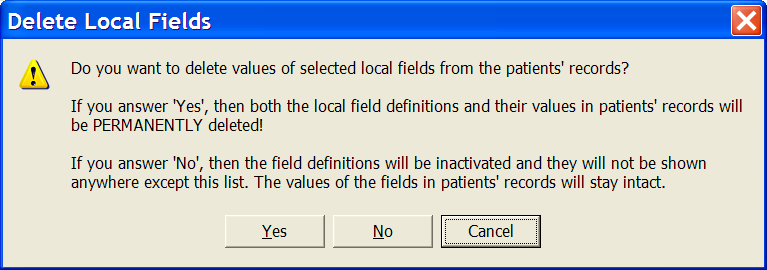 Delete Local Fields
Do you want to delete values of selected local fields from the patients' records?
If you answer 'Yes', then both the local field definitions and their values in patients' records will
be PERMANENTLY deleted!
If you answer 'No', then the field definitions will be inactivated and they will not be shown
anywhere except this list. The values of the fields in patients' records will stay intact.
Yes No Cancel